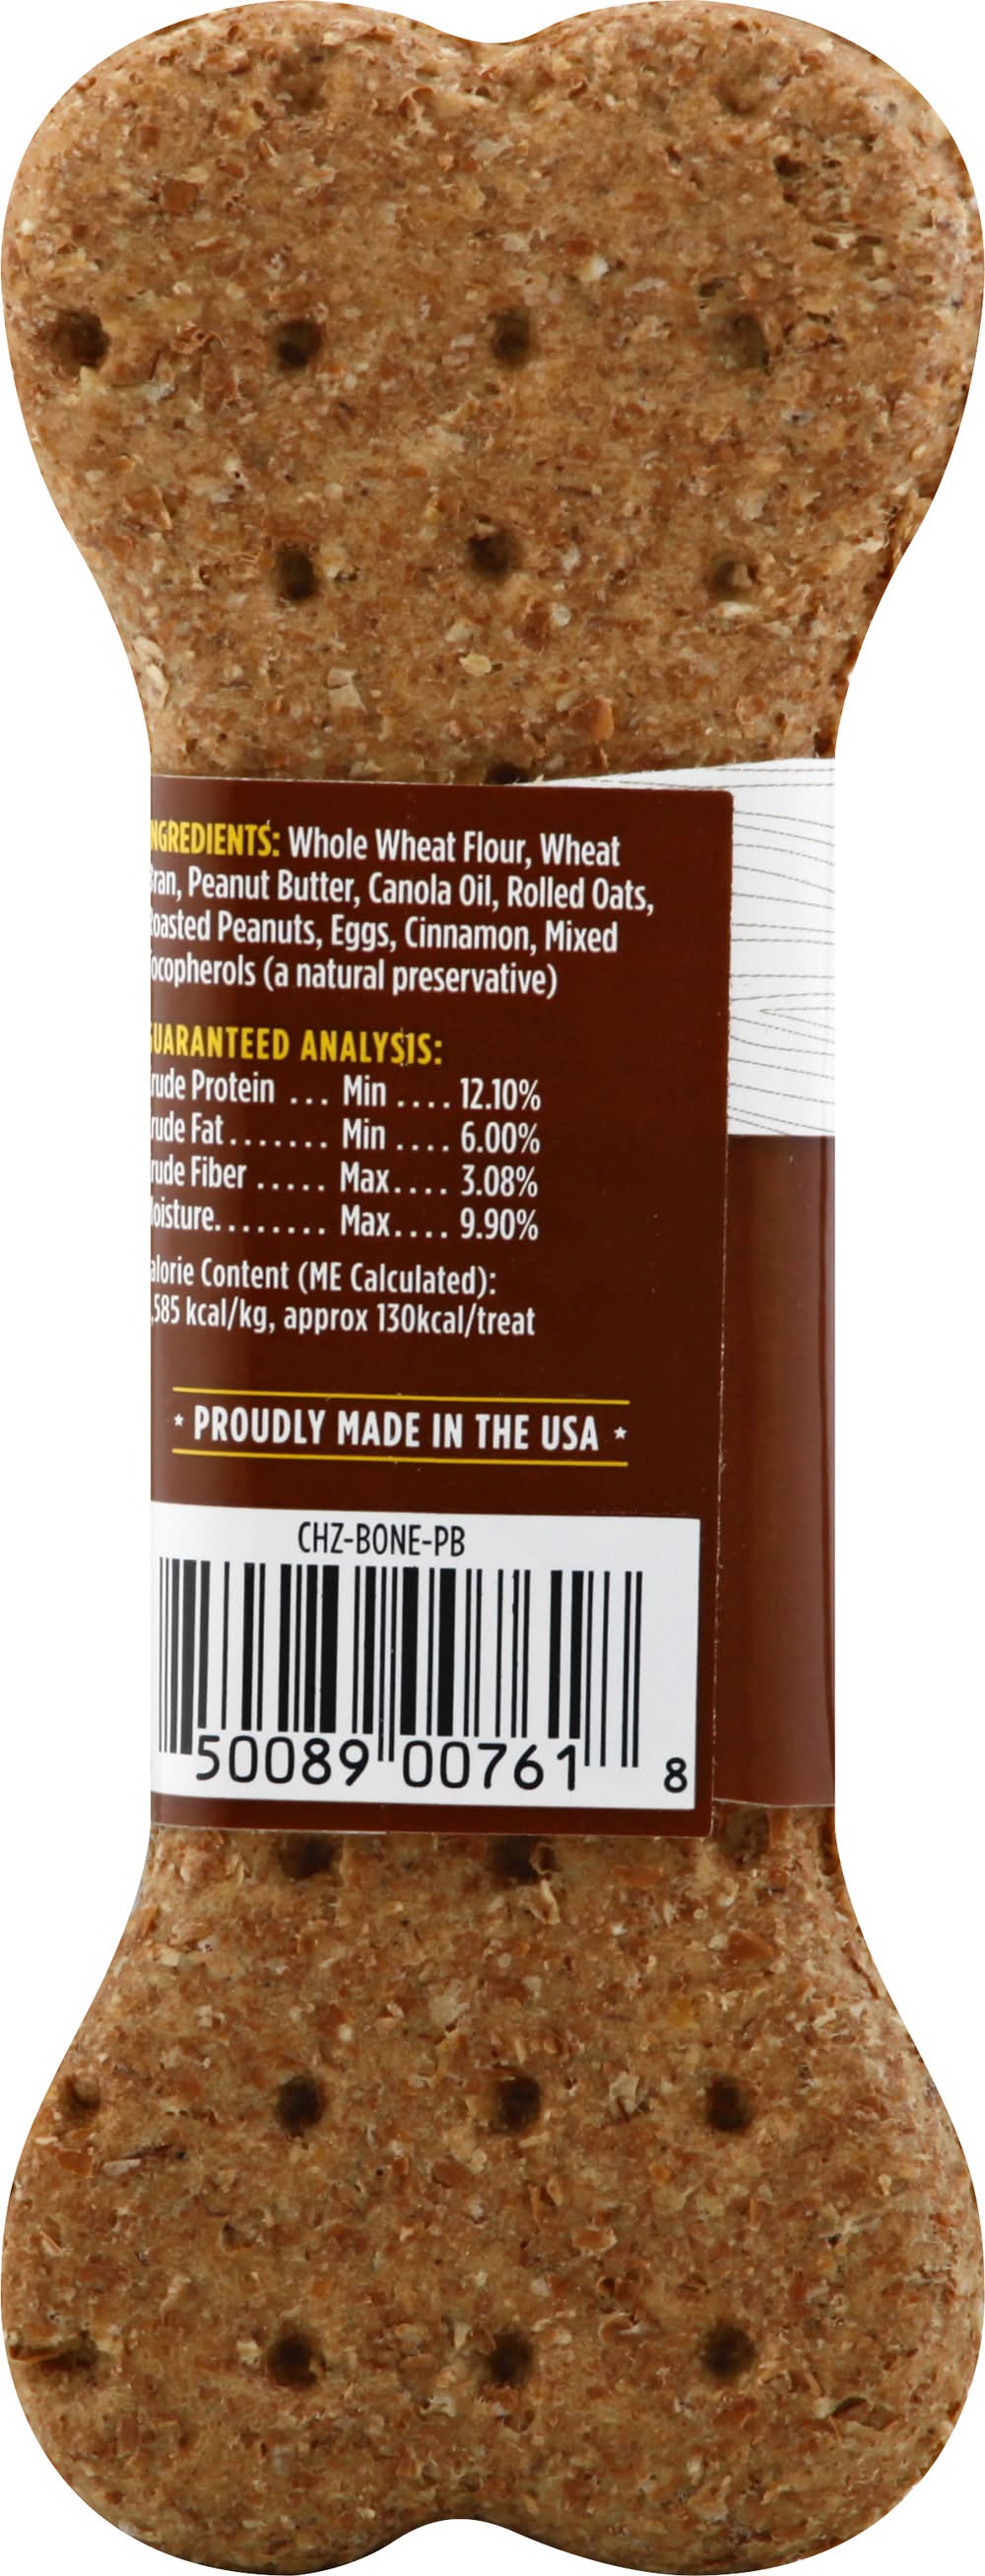 INGREDIENTS: Whole Wheat Flour, Wheat
Bran, Peanut Butter, Canola Oil, Rolled Oats,
Roasted Peanuts, Eggs, Cinnamon, Mixed
Tocopherols (a natural preservative)
GUARANTEED ANALYSIS:
Crude Protein ... Min .... 12.10%
Crude Fat ....... Min .... 6.00%
Crude Fiber ..... Max.... 3.08%
Moisture........ Max.... 9.90%
Calorie Content (ME Calculated):
,585 kcal/kg, approx 130kcal/treat
* PROUDLY MADE IN THE USA *
CHZ-BONE-PB
50089 00761 8